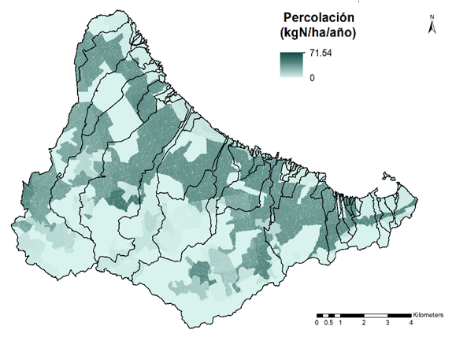 Percolación
(kgN/ha/año)
71.54
0
N
Kilometers
0 0.5 1 2 3 4